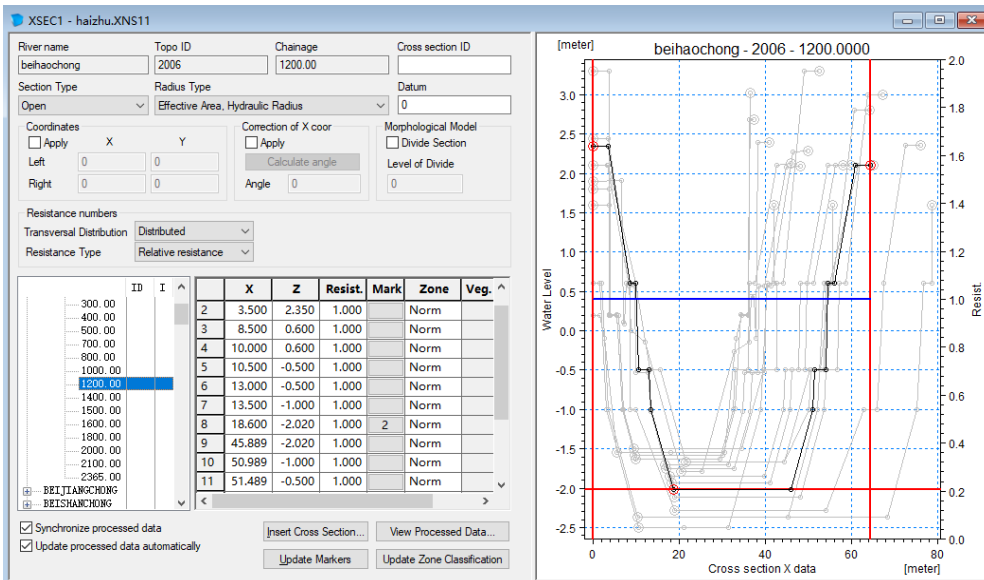 XSEC1 - haizhu.XNS11
River name Topo ID Chainage Cross section ID
beihaochong 2006 1200.00
Section Type Radius Type Datum
Open Effective Area, Hydraulic Radius 0
Coordinates Correction of X coor Morphological Model
Apply X Y Apply Divide Section
Left 0 0 Calculate angle Level of Divide
Right 0 0 Angle 0 0
Resistance numbers
Transversal Distribution Distributed
Resistance Type Relative resistance
ID I
300.00
400.00
500.00
700.00
800.00
1000.00
1200.00
1400.00
1500.00
1600.00
1800.00
2000.00
2100.00
2365.00
BEIJIANGCHONG
BEISHANCHONG
X Z Resist. Mark Zone Veg.
2 3.500 2.350 1.000 Norm
3 8.500 0.600 1.000 Norm
4 10.000 0.600 1.000 Norm
5 10.500 -0.500 1.000 Norm
6 13.000 -0.500 1.000 Norm
7 13.500 -1.000 1.000 Norm
8 18.600 -2.020 1.000 2 Norm
9 45.889 -2.020 1.000 Norm
10 50.989 -1.000 1.000 Norm
11 51.489 -0.500 1.000 Norm
Synchronize processed data
Update processed data automatically
Insert Cross Section... View Processed Data...
Update Markers Update Zone Classification
[meter] beihaochong - 2006 - 1200.0000
3.0
2.5
2.0
1.5
1.0
0.5
0.0
-0.5
-1.0
-1.5
-2.0
-2.5
Water Level
2.0
1.8
1.6
1.4
1.2
1.0
0.8
0.6
0.4
0.2
0.0
Resist.
0 20 40 60 80
Cross section X data [meter]